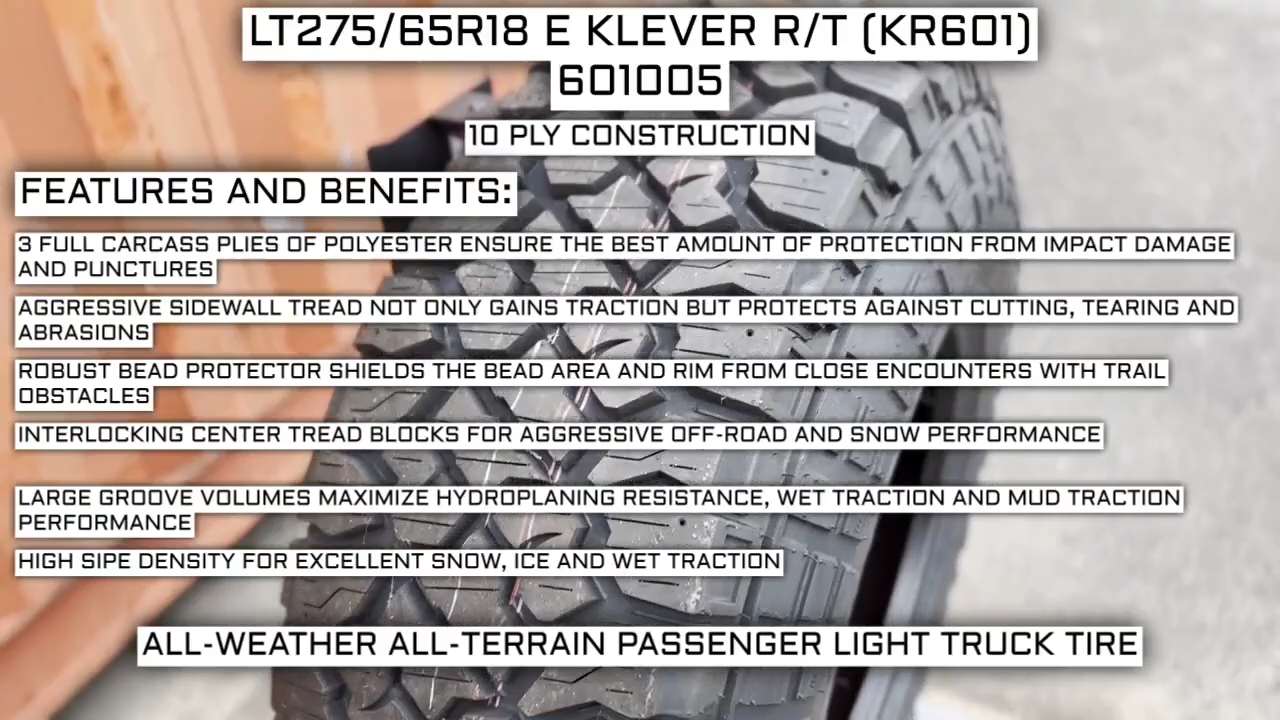 LT275/65R18 E KLEVER R/T (KR601)
601005
10 PLY CONSTRUCTION
FEATURES AND BENEFITS:
3 FULL CARCASS PLIES OF POLYESTER ENSURE THE BEST AMOUNT OF PROTECTION FROM IMPACT DAMAGE
AND PUNCTURES
AGGRESSIVE SIDEWALL TREAD NOT ONLY GAINS TRACTION BUT PROTECTS AGAINST CUTTING, TEARING AND
ABRASIONS
ROBUST BEAD PROTECTOR SHIELDS THE BEAD AREA AND RIM FROM CLOSE ENCOUNTERS WITH TRAIL
OBSTACLES
INTERLOCKING CENTER TREAD BLOCKS FOR AGGRESSIVE OFF-ROAD AND SNOW PERFORMANCE
LARGE GROOVE VOLUMES MAXIMIZE HYDROPLANING RESISTANCE, WET TRACTION AND MUD TRACTION
PERFORMANCE
HIGH SIPE DENSITY FOR EXCELLENT SNOW, ICE AND WET TRACTION
ALL-WEATHER ALL-TERRAIN PASSENGER LIGHT TRUCK TIRE